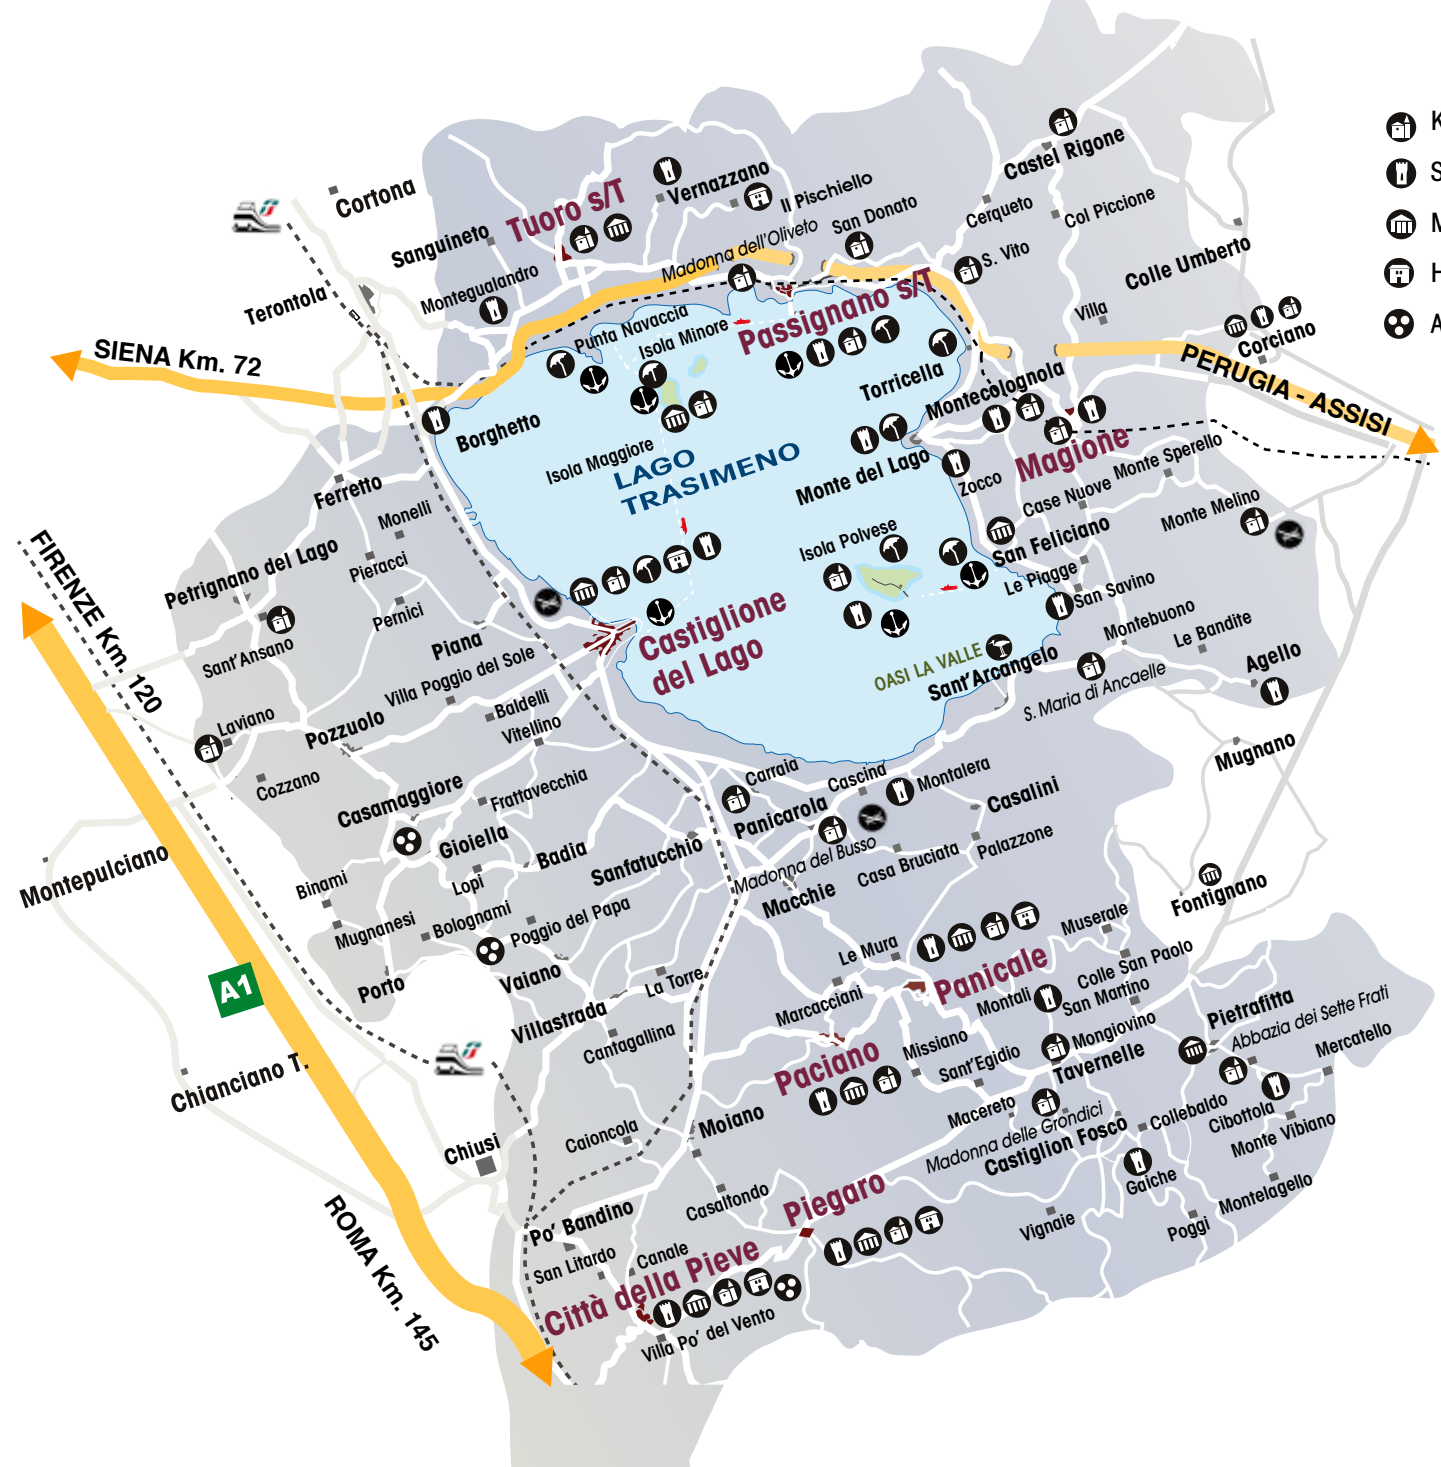 K
S
M
H
A
Castel Rigone
Cortona
Vernazzano
Tuoro s/T
Il Pischiello
San Donato
Cerqueto
Col Piccione
Sanguineto
Madonna dell'Oliveto
S. Vito
Colle Umberto
Montegualandro
Terontola
Passignano s/T
Villa
Punta Navaccia
Isola Minore
Corciano
SIENA Km. 72
PERUGIA - ASSISI
Torricella
Montecolognola
Borghetto
Isola Maggiore
LAGO
TRASIMENO
Monte del Lago
Magione
Zocco
Monte Sperello
Case Nuove
Monte Melino
Ferretto
Monelli
Isola Polvese
San Feliciano
Le Piagge
San Savino
FIRENZE Km. 120
Petrignano del Lago
Pieracci
Pernici
Castiglione
del Lago
Montebuono
Le Bandite
Sant'Ansano
Piana
Villa Poggio del Sole
OASI LA VALLE
Sant'Arcangelo
Agello
S. Maria di Ancaelle
Laviano
Pozzuolo
Baldelli
Vitellino
Mugnano
Cozzano
Casamaggiore
Frattavecchia
Carraia
Cascina
Montalera
Casalini
Panicarola
Gioiella
Badia
Sanfatucchio
Madonna del Busso
Casa Bruciata
Palazzone
Montepulciano
Binami
Lopi
Macchie
Fontignano
Mugnanesi
Bolognami
Poggio del Papa
Le Mura
Muserale
A1
Porto
Vaiano
La Torre
Panicale
Colle San Paolo
Villastrada
Marcacciani
Montali
San Martino
Pietrafitta
Cantagallina
Missiano
Mongiovino
Abbazia dei Sette Frati
Paciano
Sant'Egidio
Tavernelle
Mercatello
Chianciano T.
Macereto
Collebaldo
Cibottola
Moiano
Madonna delle Grondici
Castiglion Fosco
Monte Vibiano
Chiusi
Caioncola
Gaiche
Piegaro
Casaltondo
Montelagello
Po' Bandino
Vignaie
Poggi
San Litardo
Canale
ROMA Km. 145
Città della Pieve
Villa Po' del Vento